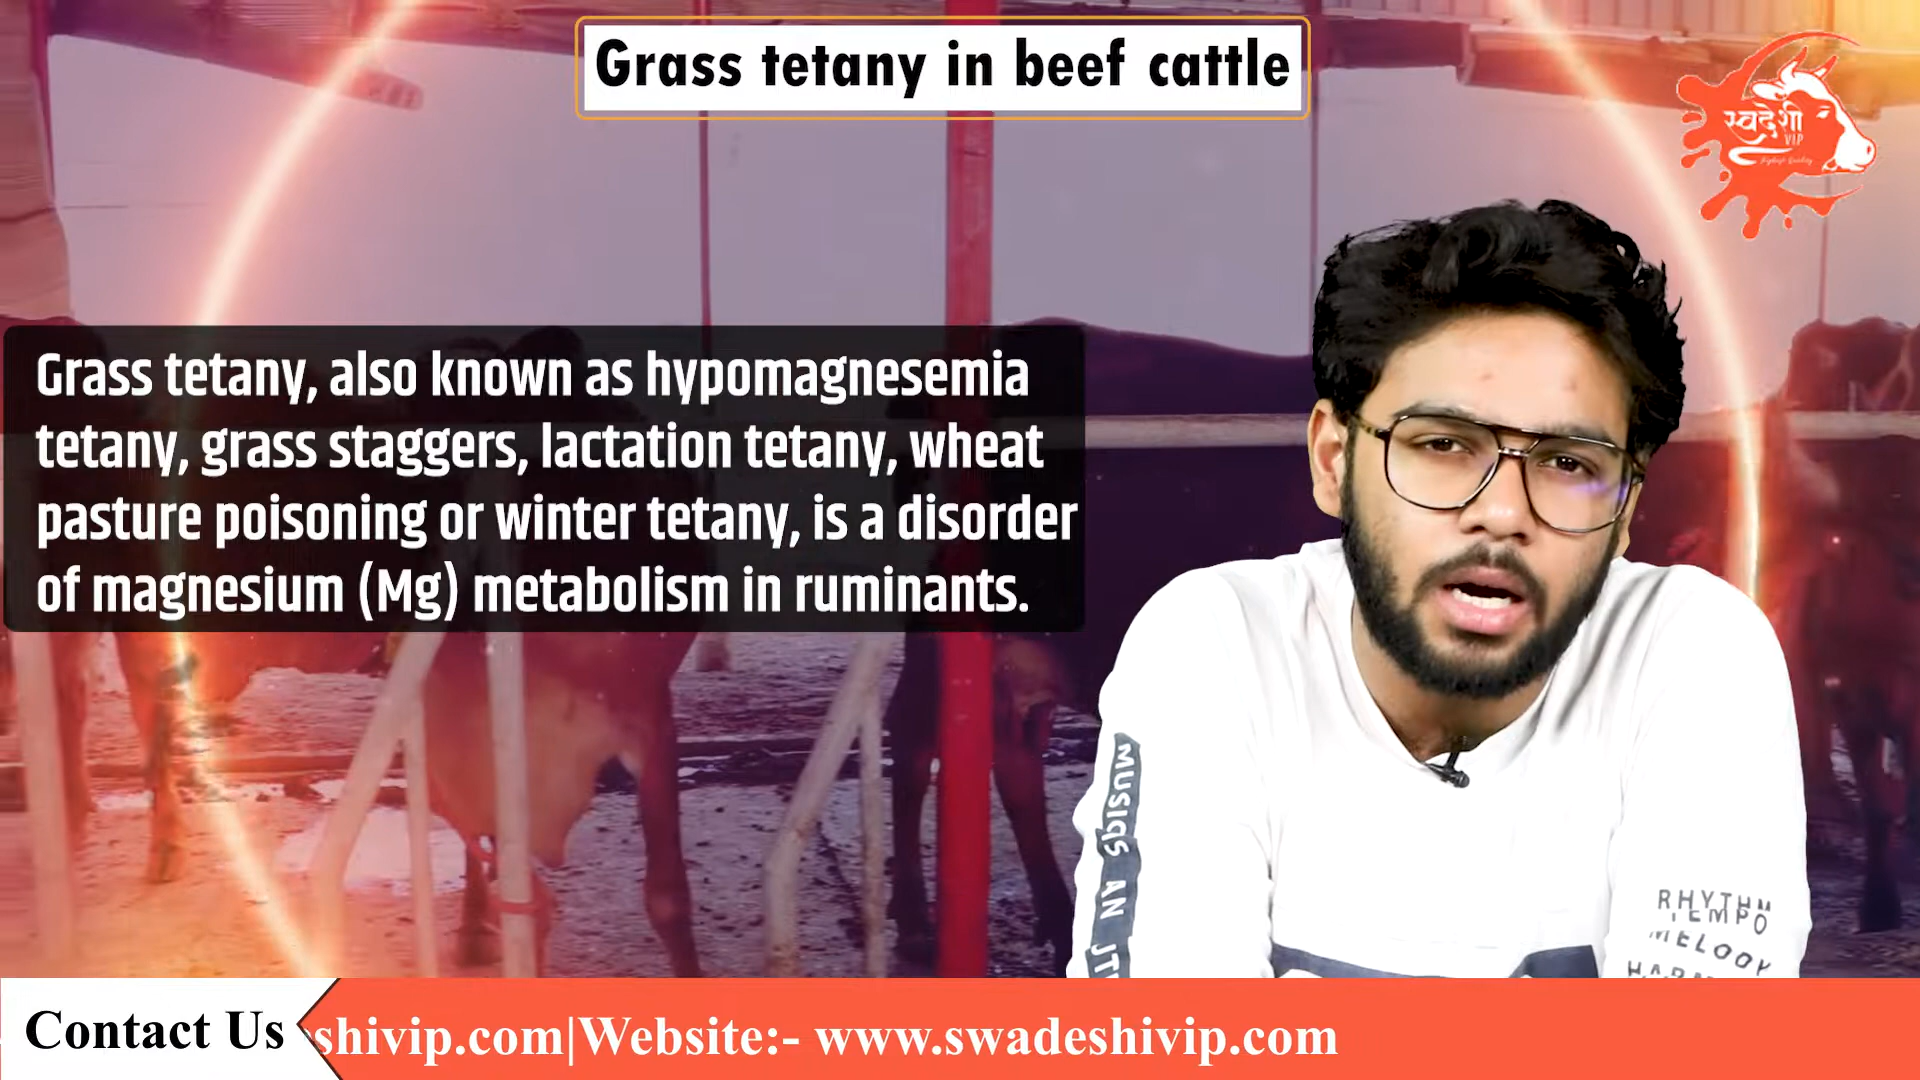 Grass tetany in beef cattle
स्वदेशी
VIP
Grass tetany, also known as hypomagnesemia
tetany, grass staggers, lactation tetany, wheat
pasture poisoning or winter tetany, is a disorder
of magnesium (Mg) metabolism in ruminants.
MUSIQS AN
RHYTHM
TEMPO
Contact Us
shivip.com|Website:- www.swadeshivip.com